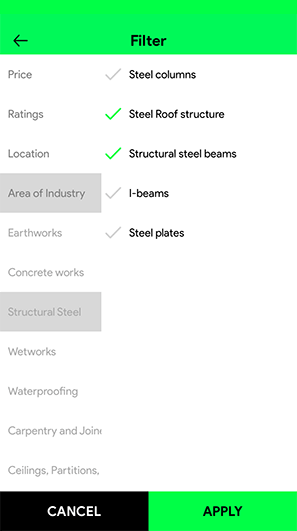 Filter
Price
Steel columns
Ratings
Steel Roof structure
Location
Structural steel beams
Area of Industry
I-beams
Earthworks
Steel plates
Concrete works
Structural Steel
Wetworks
Waterproofing
Carpentry and Joine
Ceilings, Partitions,
CANCEL
APPLY